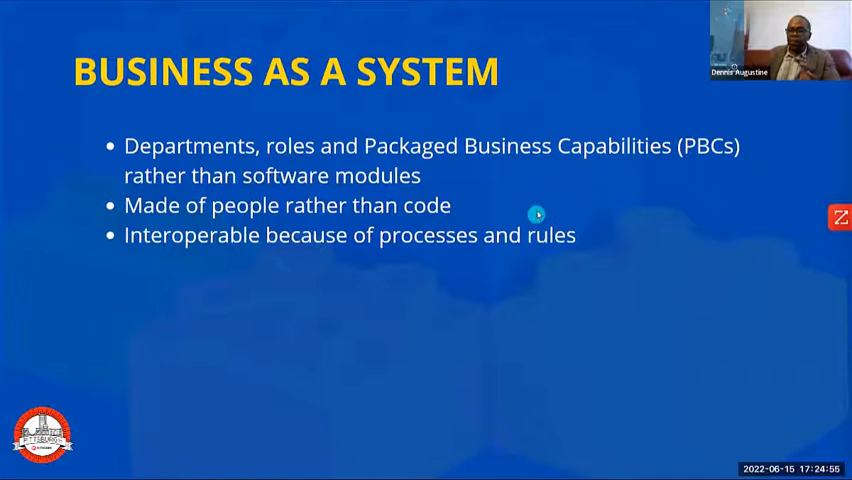 BUSINESS AS A SYSTEM
Dennis Augustine
• Departments, roles and Packaged Business Capabilities (PBCs)
rather than software modules
• Made of people rather than code
• Interoperable because of processes and rules
PITTSBURGH
2022-06-15 17:24:55